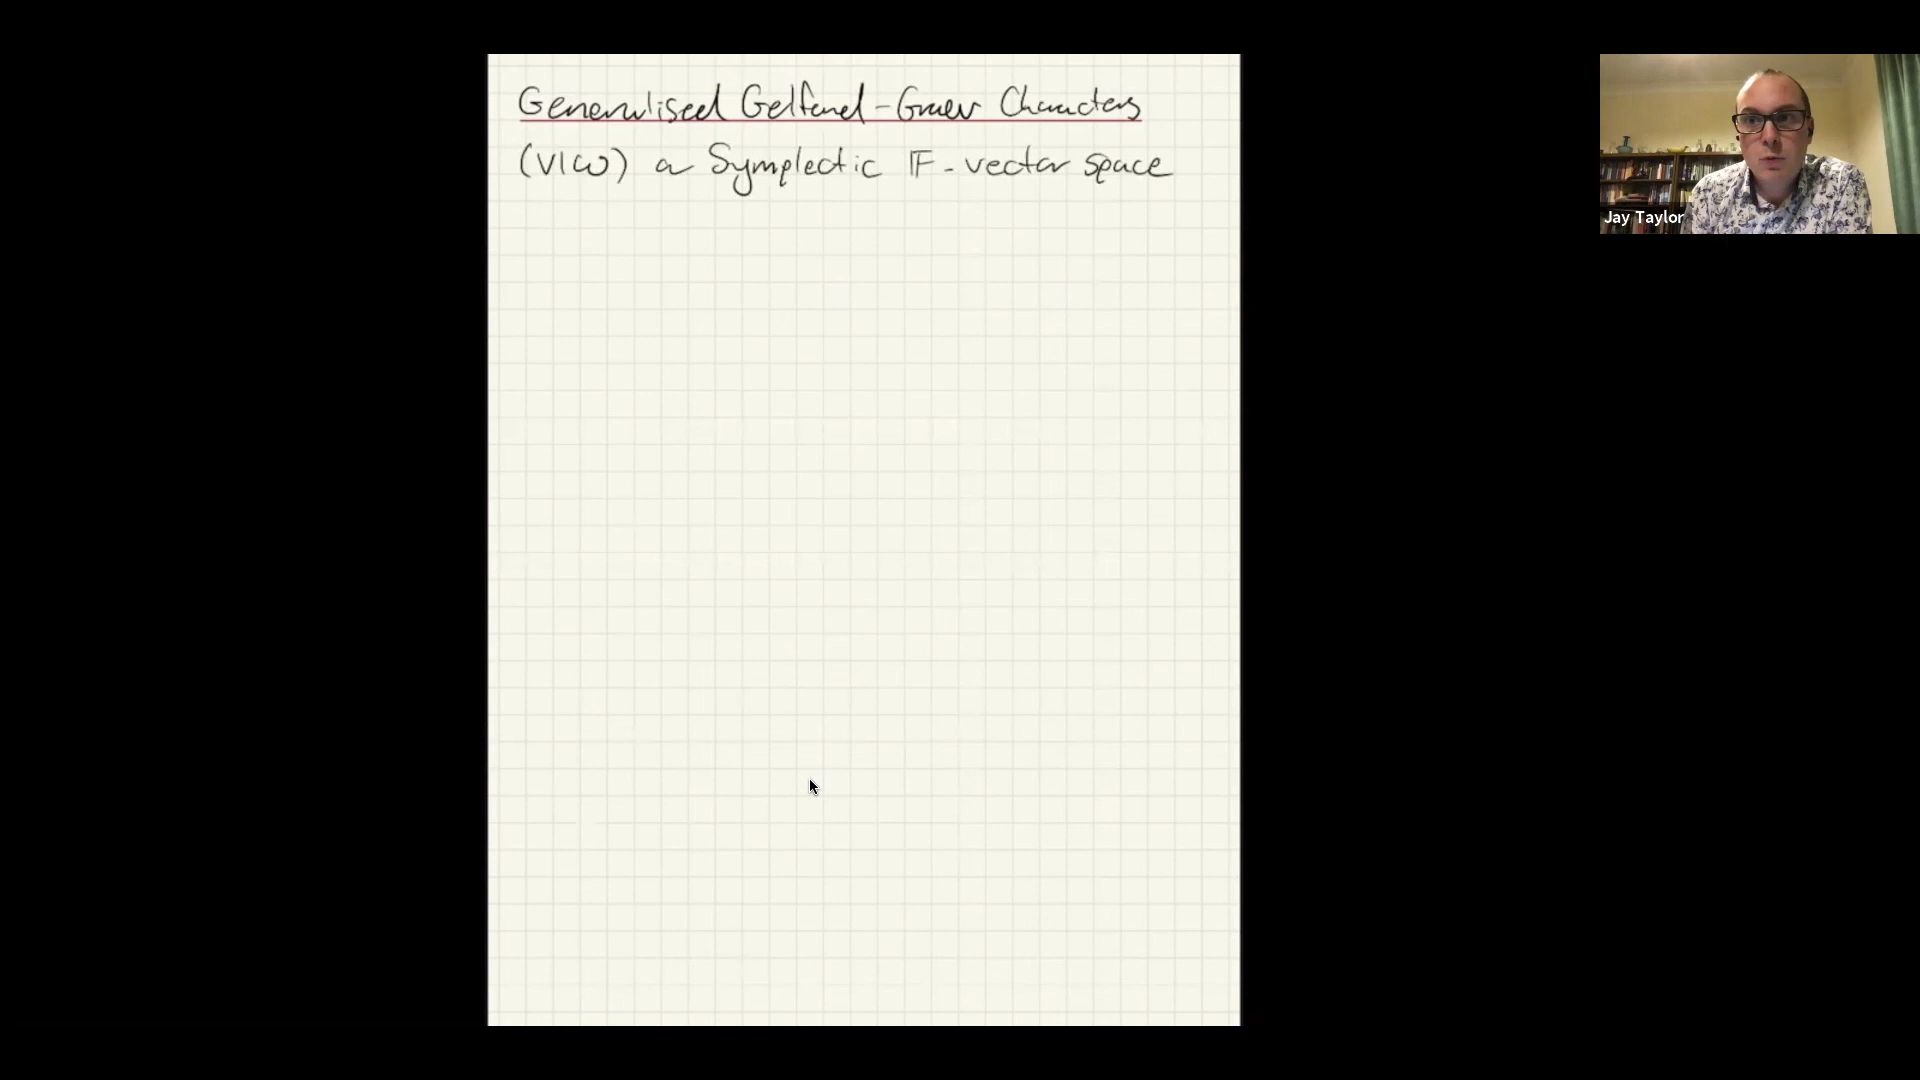 Generalised Gelfand-Graev Characters
(V|ω) a Symplectic 𝔽-vector space
Jay Taylor